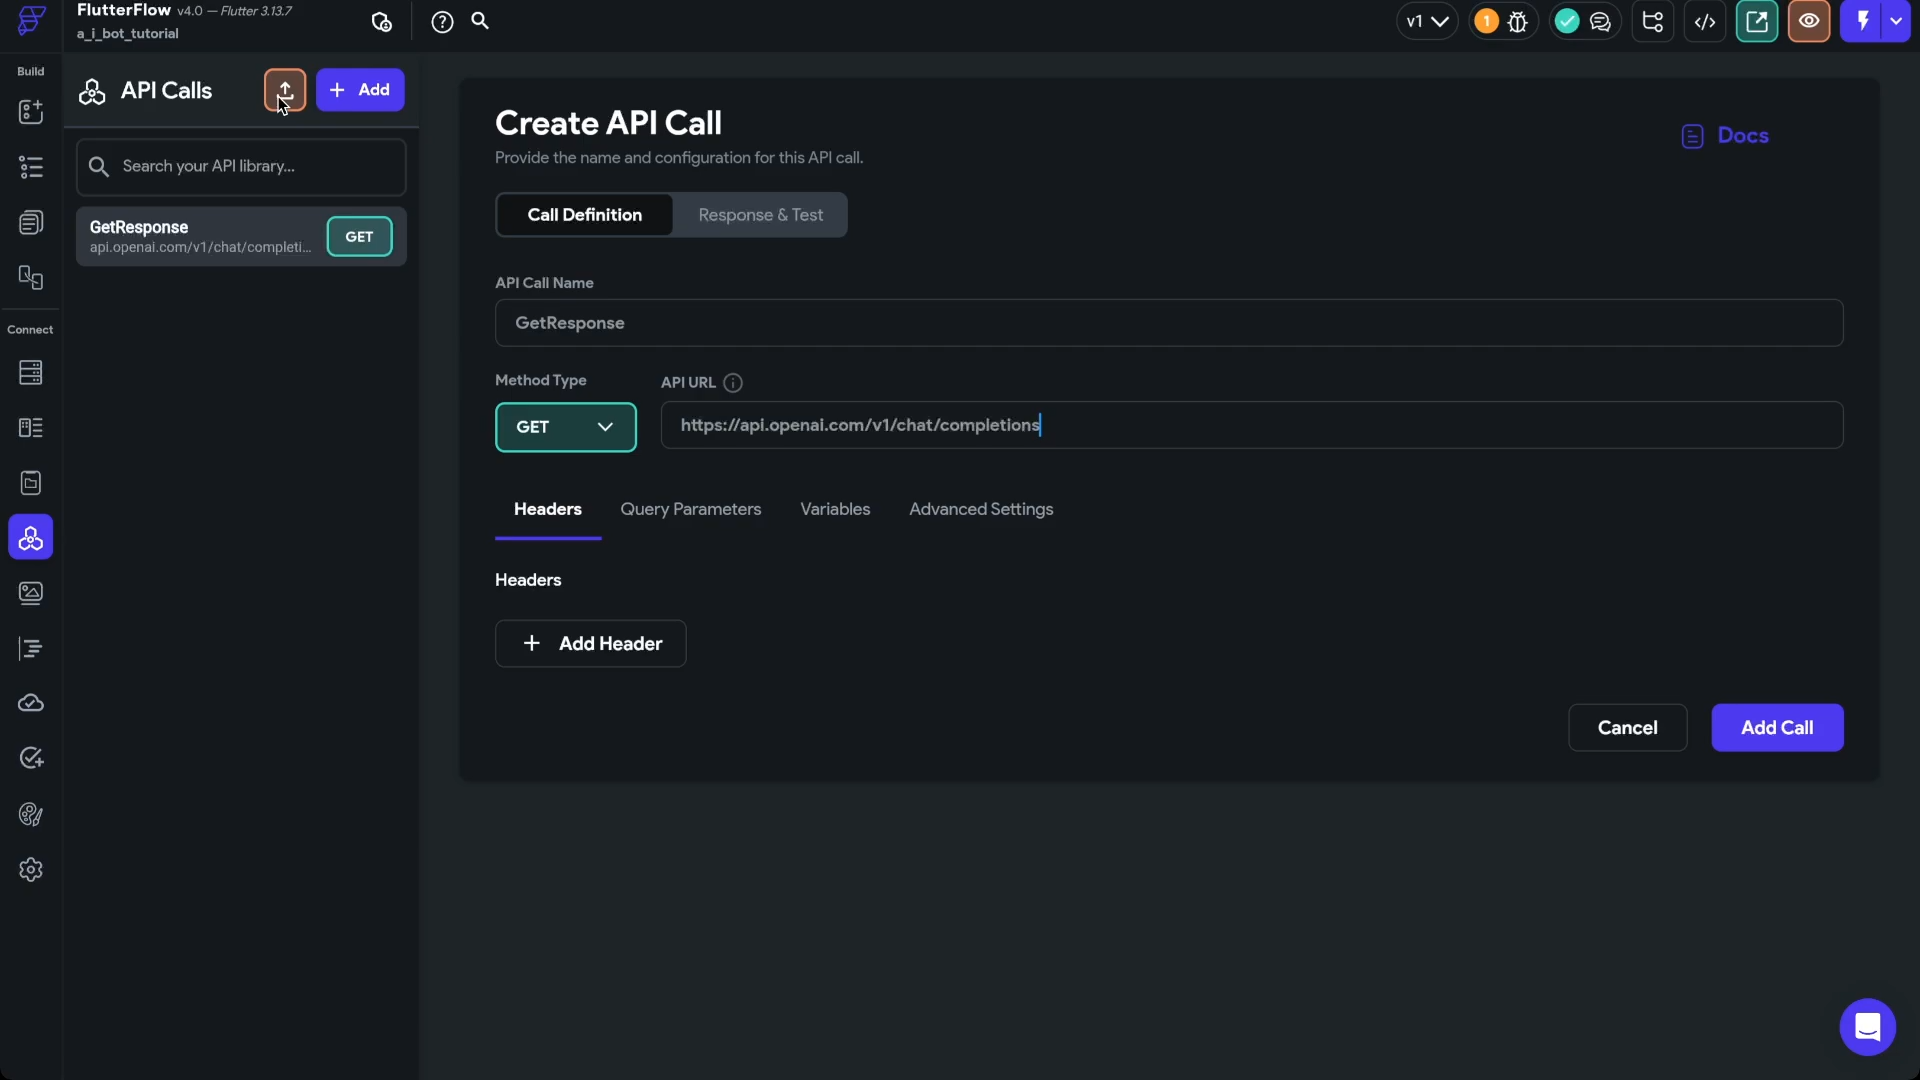 FlutterFlow v4.0 — Flutter 3.13.7
a_i_bot_tutorial
v1
1
Build
API Calls
+ Add
Search your API library...
GetResponse
api.openai.com/v1/chat/completi...
GET
Connect
Create API Call
Provide the name and configuration for this API call.
Docs
Call Definition
Response & Test
API Call Name
GetResponse
Method Type
API URL
GET
https://api.openai.com/v1/chat/completions
Headers
Query Parameters
Variables
Advanced Settings
Headers
+ Add Header
Cancel
Add Call